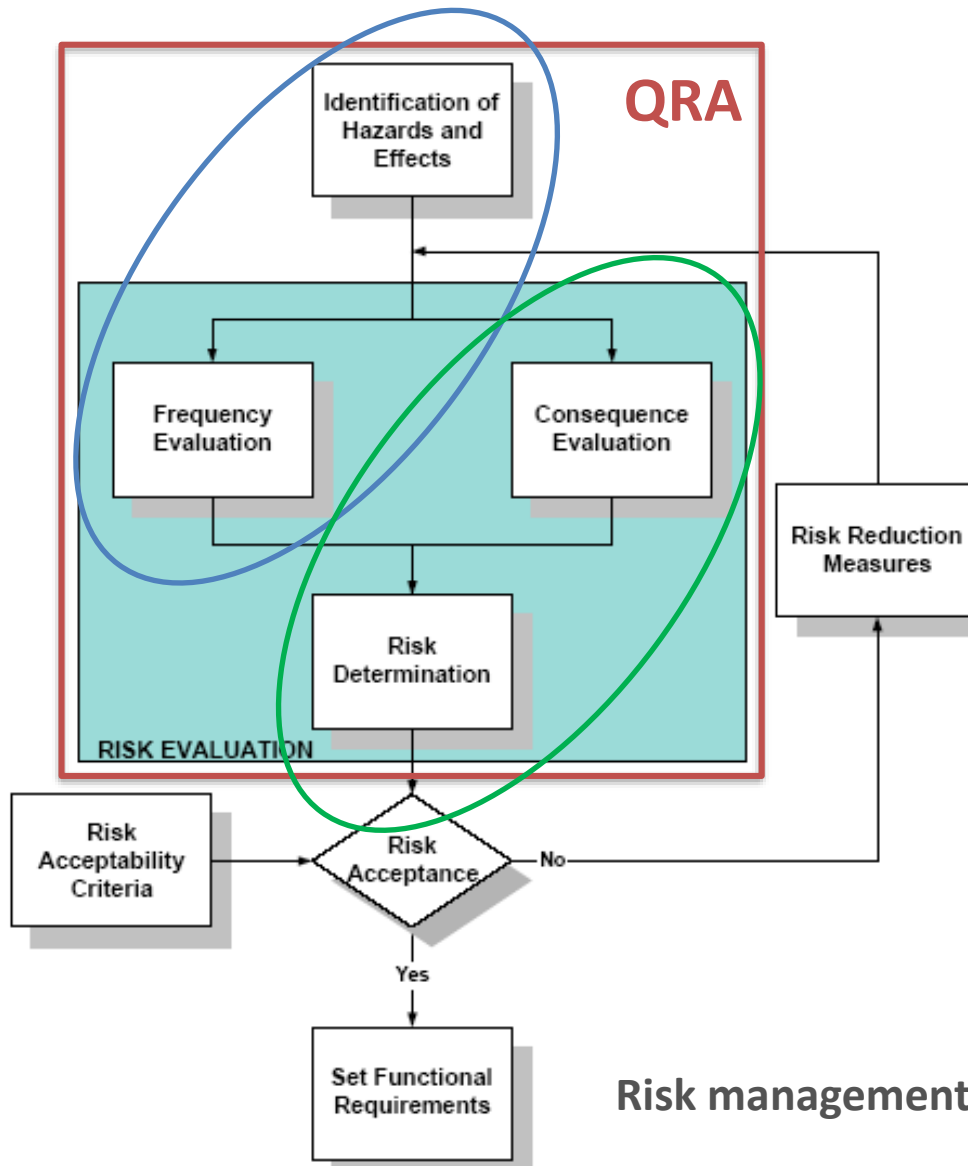 QRA
Identification of
Hazards and
Effects
Frequency
Evaluation
Consequence
Evaluation
Risk Reduction
Measures
Risk
Determination
RISK EVALUATION
Risk
Acceptability
Criteria
Risk
Acceptance
No
Yes
Set Functional
Requirements
Risk management